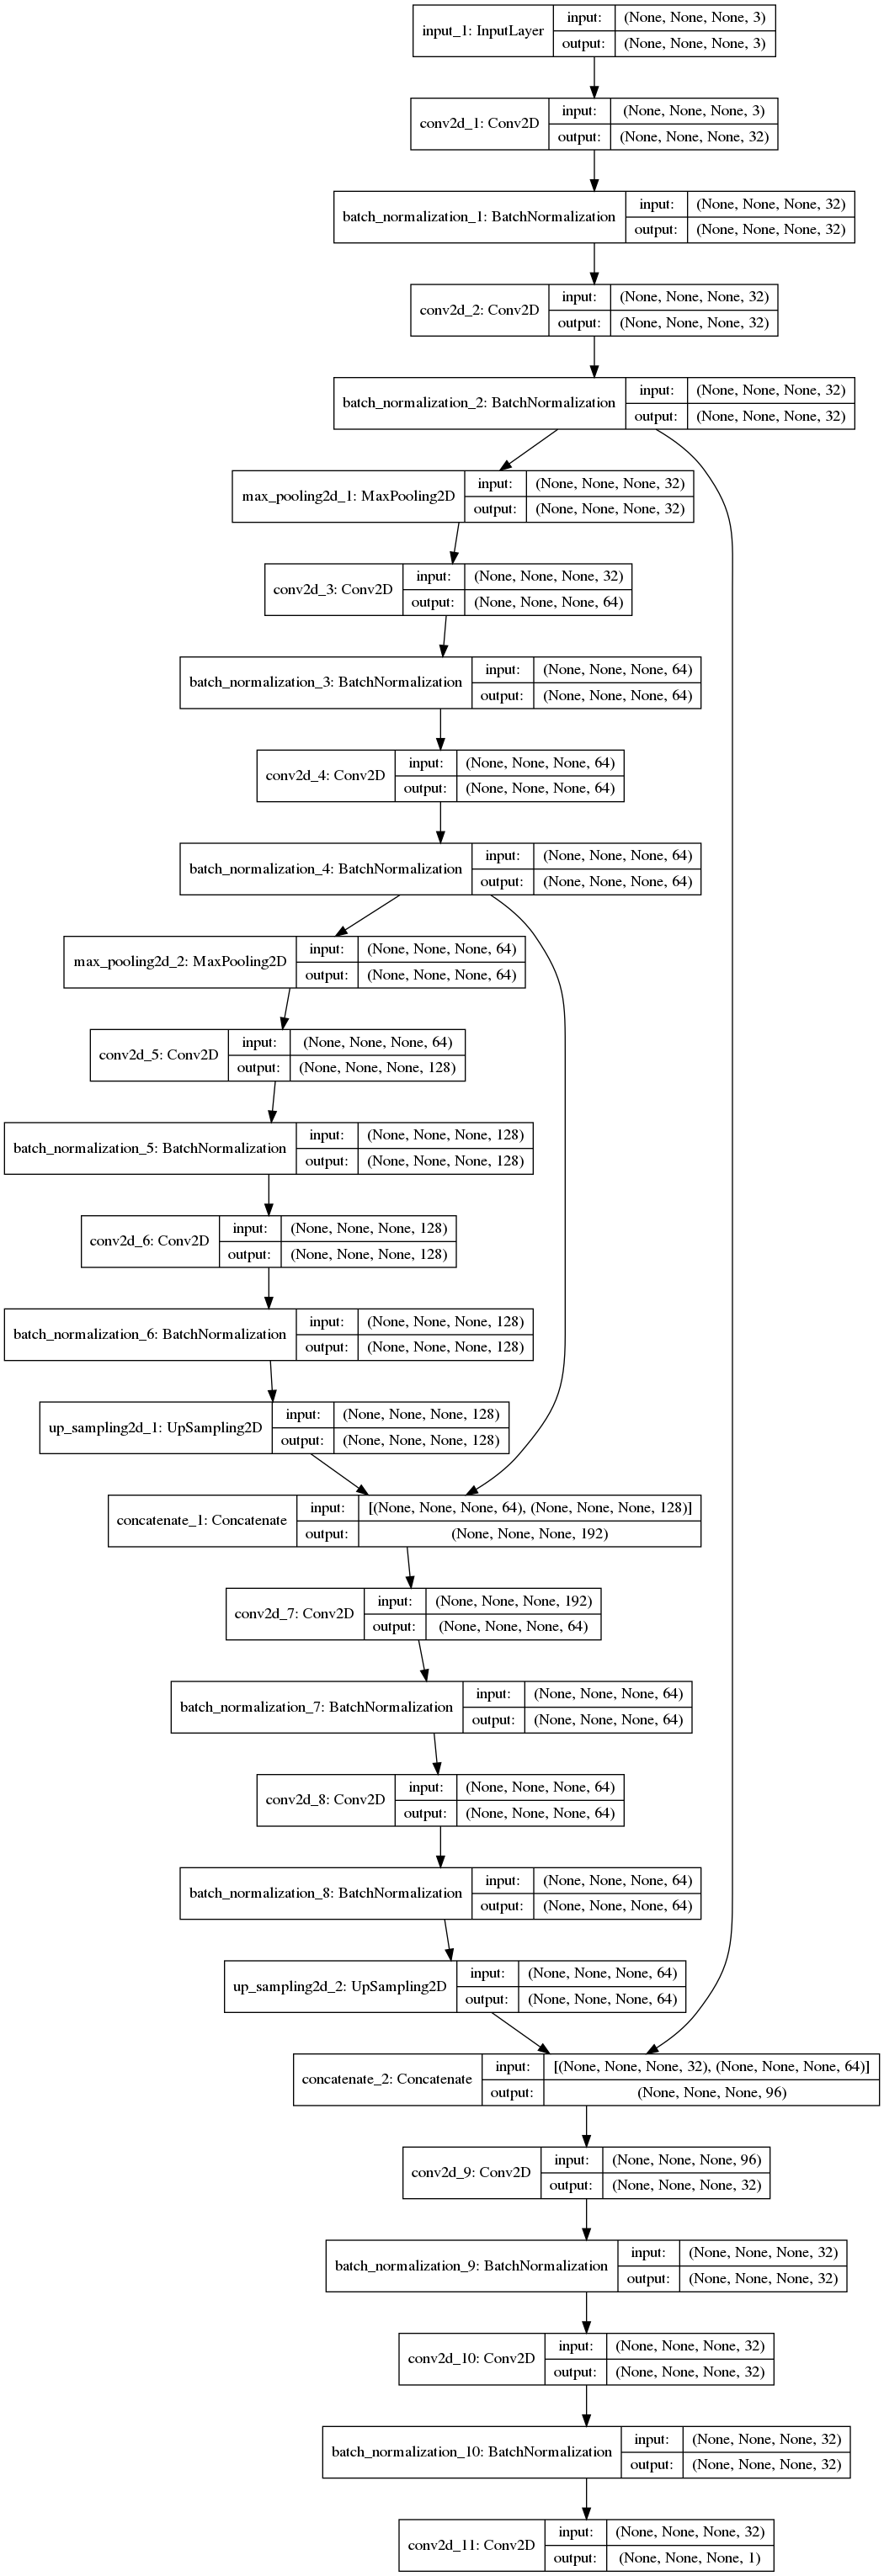 input_1: InputLayer
input: (None, None, None, 3)
output: (None, None, None, 3)
conv2d_1: Conv2D
input: (None, None, None, 3)
output: (None, None, None, 32)
batch_normalization_1: BatchNormalization
input: (None, None, None, 32)
output: (None, None, None, 32)
conv2d_2: Conv2D
input: (None, None, None, 32)
output: (None, None, None, 32)
batch_normalization_2: BatchNormalization
input: (None, None, None, 32)
output: (None, None, None, 32)
max_pooling2d_1: MaxPooling2D
input: (None, None, None, 32)
output: (None, None, None, 32)
conv2d_3: Conv2D
input: (None, None, None, 32)
output: (None, None, None, 64)
batch_normalization_3: BatchNormalization
input: (None, None, None, 64)
output: (None, None, None, 64)
conv2d_4: Conv2D
input: (None, None, None, 64)
output: (None, None, None, 64)
batch_normalization_4: BatchNormalization
input: (None, None, None, 64)
output: (None, None, None, 64)
max_pooling2d_2: MaxPooling2D
input: (None, None, None, 64)
output: (None, None, None, 64)
conv2d_5: Conv2D
input: (None, None, None, 64)
output: (None, None, None, 128)
batch_normalization_5: BatchNormalization
input: (None, None, None, 128)
output: (None, None, None, 128)
conv2d_6: Conv2D
input: (None, None, None, 128)
output: (None, None, None, 128)
batch_normalization_6: BatchNormalization
input: (None, None, None, 128)
output: (None, None, None, 128)
up_sampling2d_1: UpSampling2D
input: (None, None, None, 128)
output: (None, None, None, 128)
concatenate_1: Concatenate
input: [(None, None, None, 64), (None, None, None, 128)]
output: (None, None, None, 192)
conv2d_7: Conv2D
input: (None, None, None, 192)
output: (None, None, None, 64)
batch_normalization_7: BatchNormalization
input: (None, None, None, 64)
output: (None, None, None, 64)
conv2d_8: Conv2D
input: (None, None, None, 64)
output: (None, None, None, 64)
batch_normalization_8: BatchNormalization
input: (None, None, None, 64)
output: (None, None, None, 64)
up_sampling2d_2: UpSampling2D
input: (None, None, None, 64)
output: (None, None, None, 64)
concatenate_2: Concatenate
input: [(None, None, None, 32), (None, None, None, 64)]
output: (None, None, None, 96)
conv2d_9: Conv2D
input: (None, None, None, 96)
output: (None, None, None, 32)
batch_normalization_9: BatchNormalization
input: (None, None, None, 32)
output: (None, None, None, 32)
conv2d_10: Conv2D
input: (None, None, None, 32)
output: (None, None, None, 32)
batch_normalization_10: BatchNormalization
input: (None, None, None, 32)
output: (None, None, None, 32)
conv2d_11: Conv2D
input: (None, None, None, 32)
output: (None, None, None, 1)